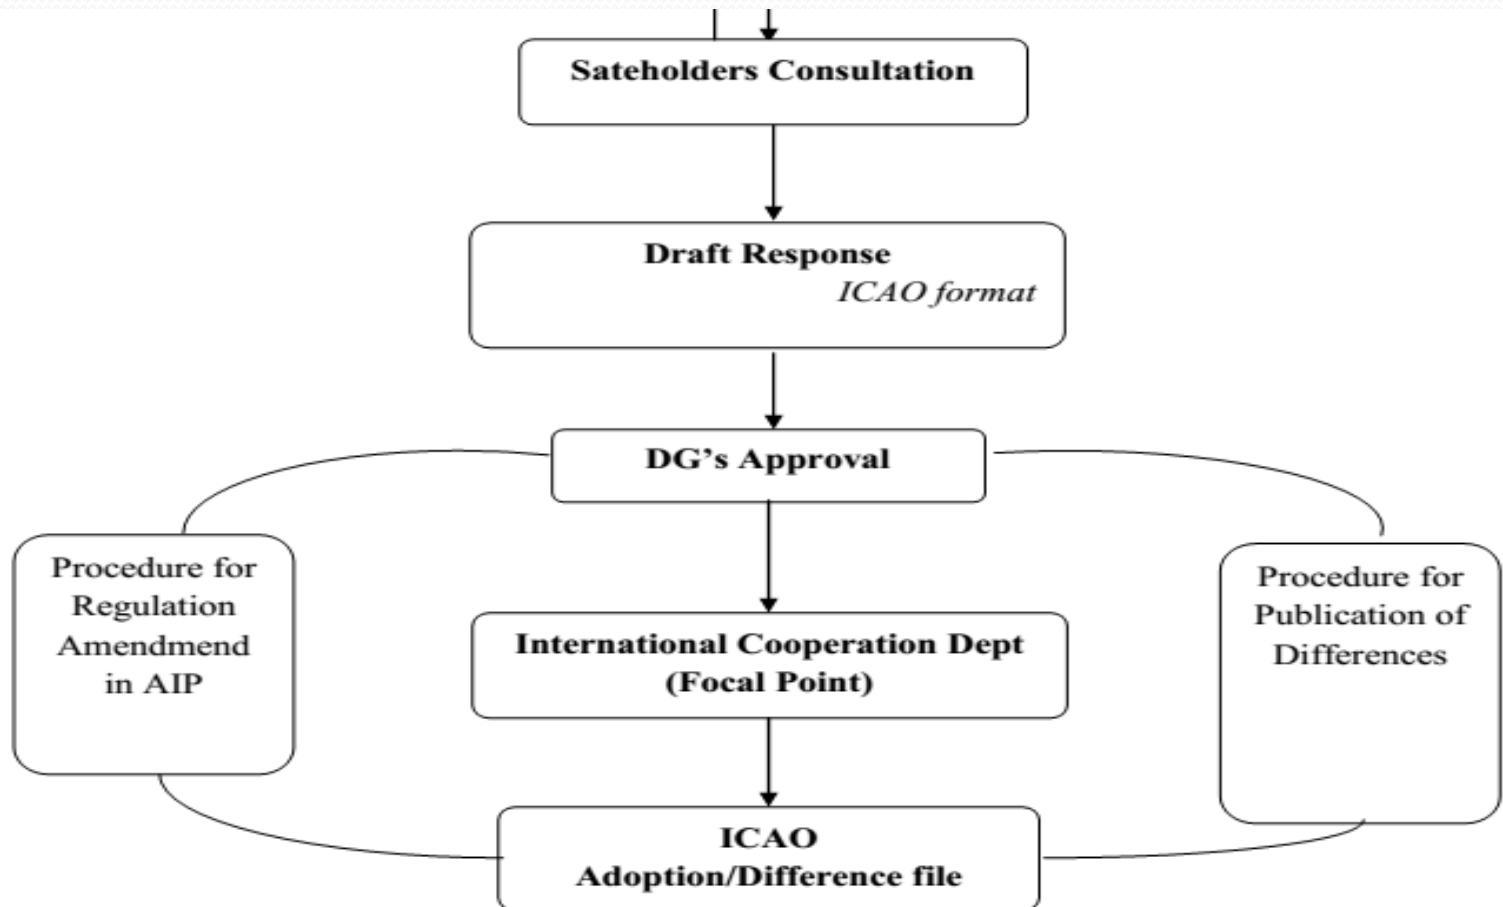 Sateholders Consultation
Draft Response
ICAO format
DG’s Approval
Procedure for
Regulation
Amendmend
in AIP
International Cooperation Dept
(Focal Point)
Procedure for
Publication of
Differences
ICAO
Adoption/Difference file